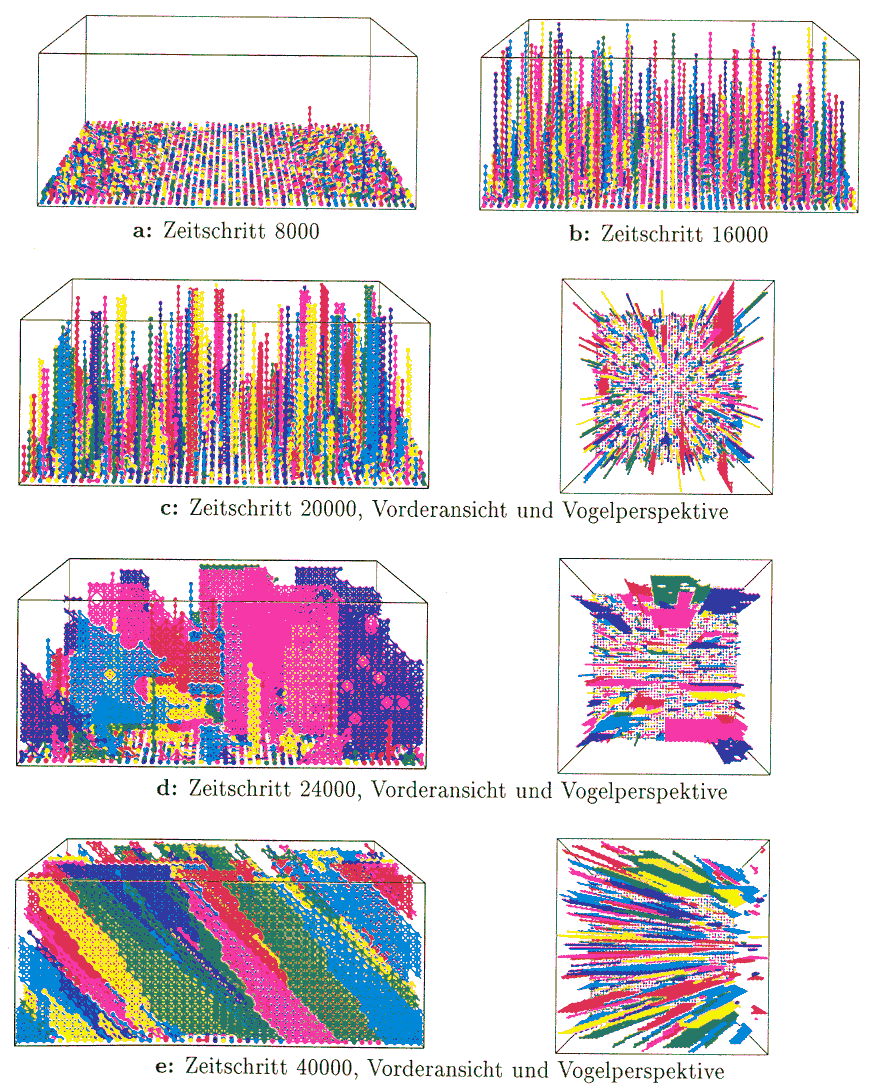 a: Zeitschritt 8000
b: Zeitschritt 16000
c: Zeitschritt 20000, Vorderansicht und Vogelperspektive
d: Zeitschritt 24000, Vorderansicht und Vogelperspektive
e: Zeitschritt 40000, Vorderansicht und Vogelperspektive